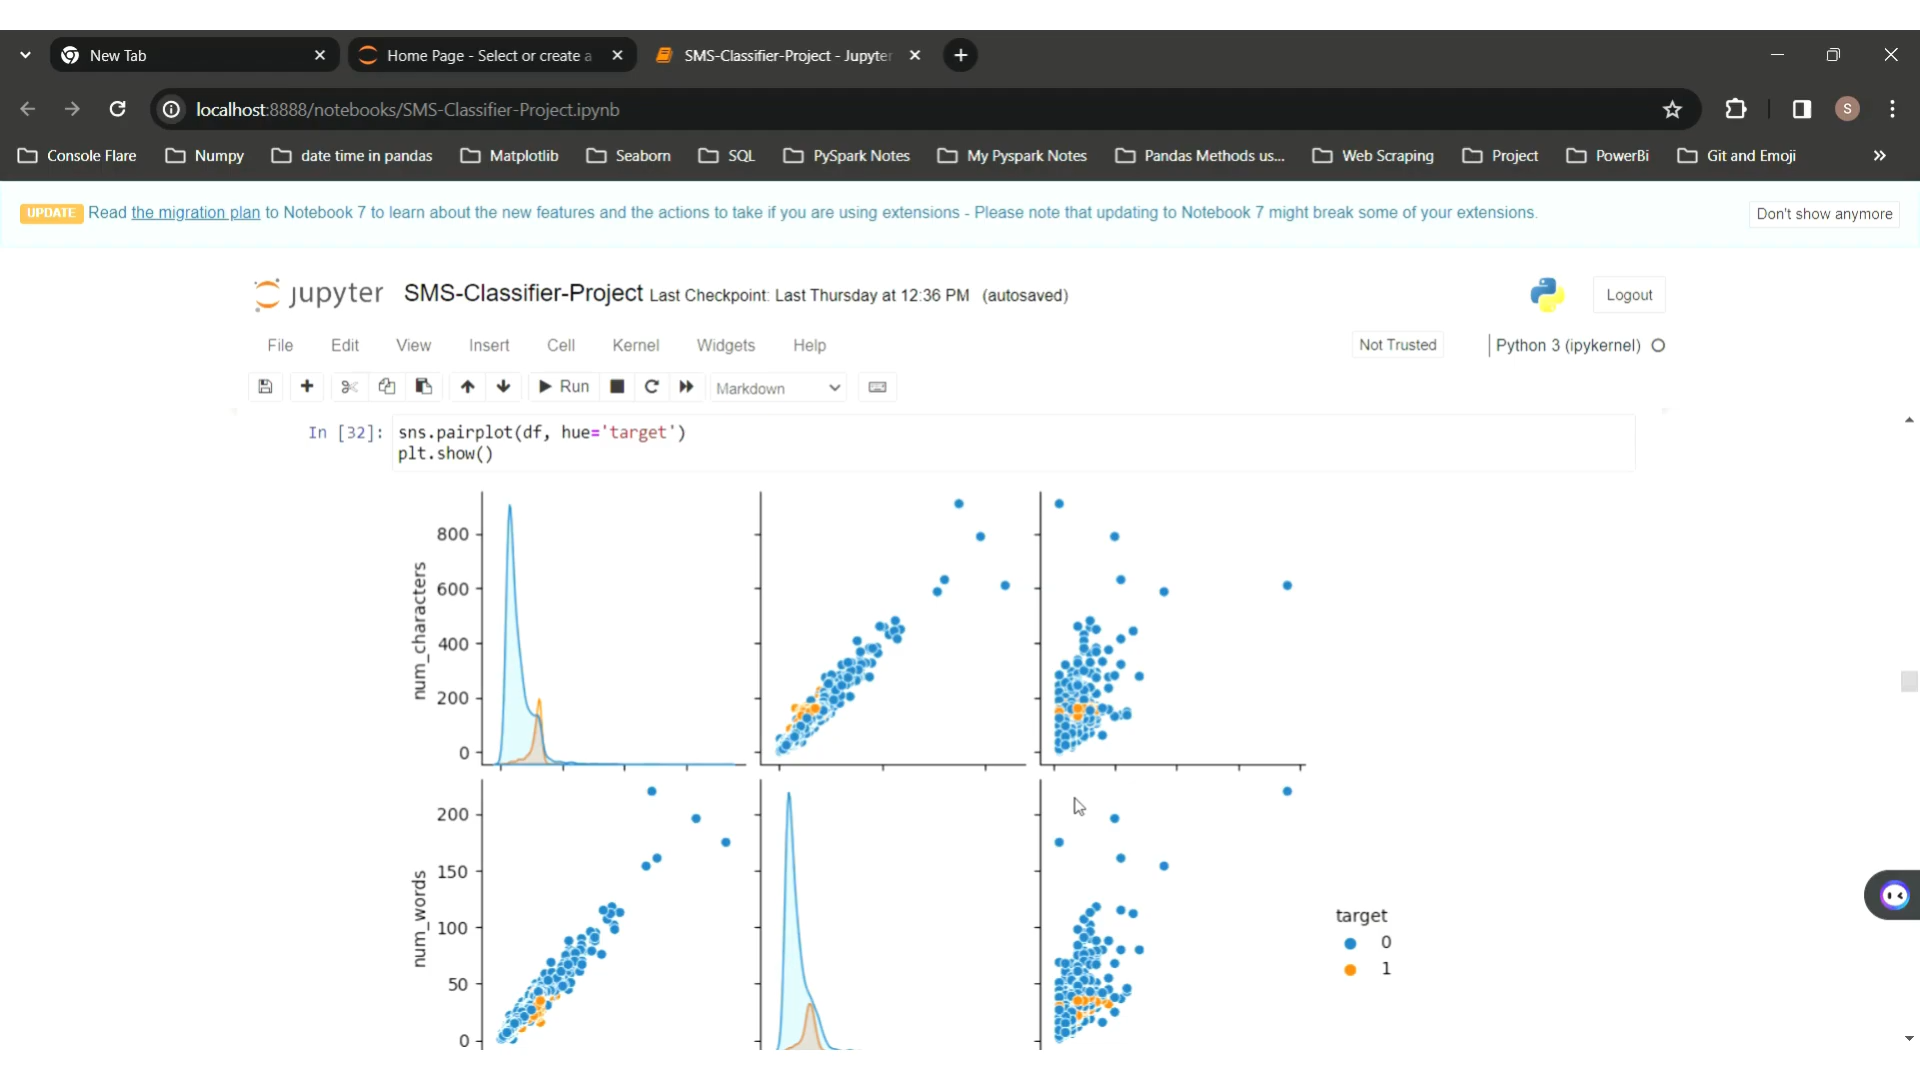 New Tab
Home Page - Select or create a
SMS-Classifier-Project - Jupyter
localhost:8888/notebooks/SMS-Classifier-Project.ipynb
S
Console Flare
Numpy
date time in pandas
Matplotlib
Seaborn
SQL
PySpark Notes
My Pyspark Notes
Pandas Methods us...
Web Scraping
Project
PowerBi
Git and Emoji
UPDATE Read the migration plan to Notebook 7 to learn about the new features and the actions to take if you are using extensions - Please note that updating to Notebook 7 might break some of your extensions.
Don't show anymore
jupyter SMS-Classifier-Project Last Checkpoint: Last Thursday at 12:36 PM (autosaved)
Logout
File Edit View Insert Cell Kernel Widgets Help
Not Trusted
Python 3 (ipykernel)
Run
Markdown
In [32]: sns.pairplot(df, hue='target')
plt.show()
num_characters
800
600
400
200
0
num_words
200
150
100
50
0
target
0
1